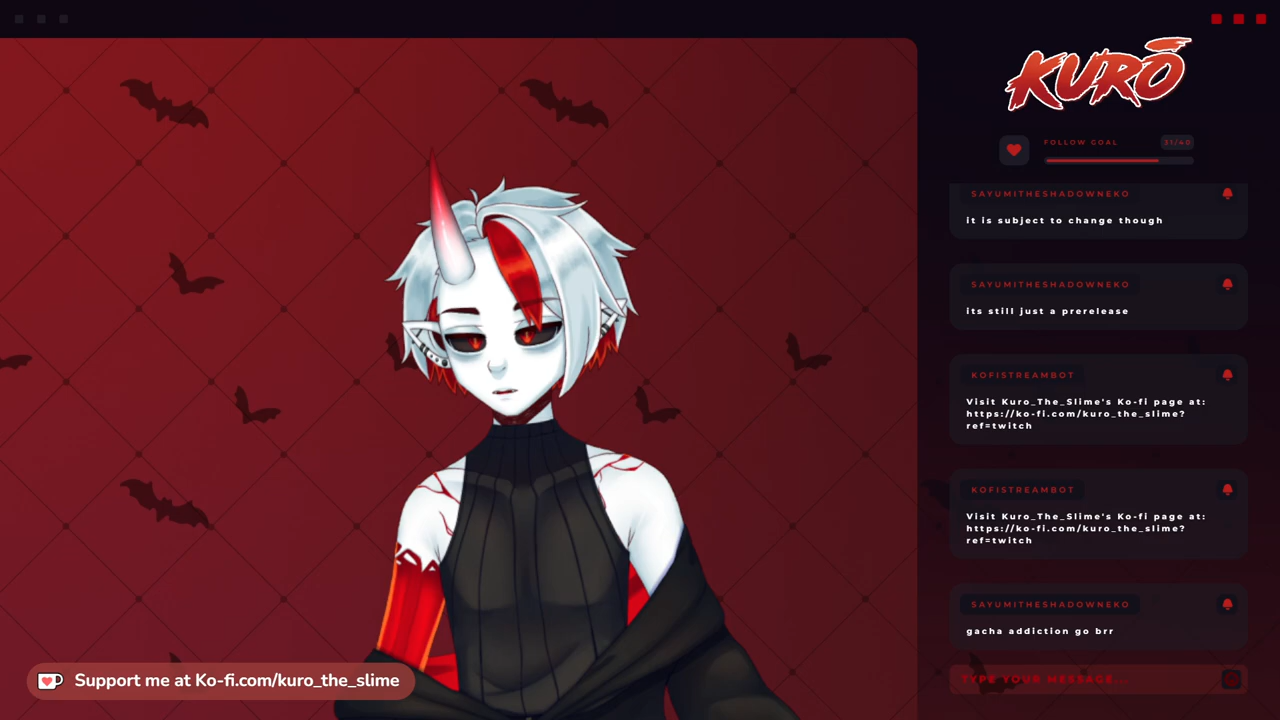 KURO
FOLLOW GOAL
31/40
SAYUMITHESHADOWNEKO
it is subject to change though
SAYUMITHESHADOWNEKO
its still just a prerelease
KOFISTREAMBOT
Visit Kuro_The_Slime's Ko-fi page at:
https://ko-fi.com/kuro_the_slime?
ref=twitch
KOFISTREAMBOT
Visit Kuro_The_Slime's Ko-fi page at:
https://ko-fi.com/kuro_the_slime?
ref=twitch
SAYUMITHESHADOWNEKO
gacha addiction go brr
TYPE YOUR MESSAGE...
Support me at Ko-fi.com/kuro_the_slime